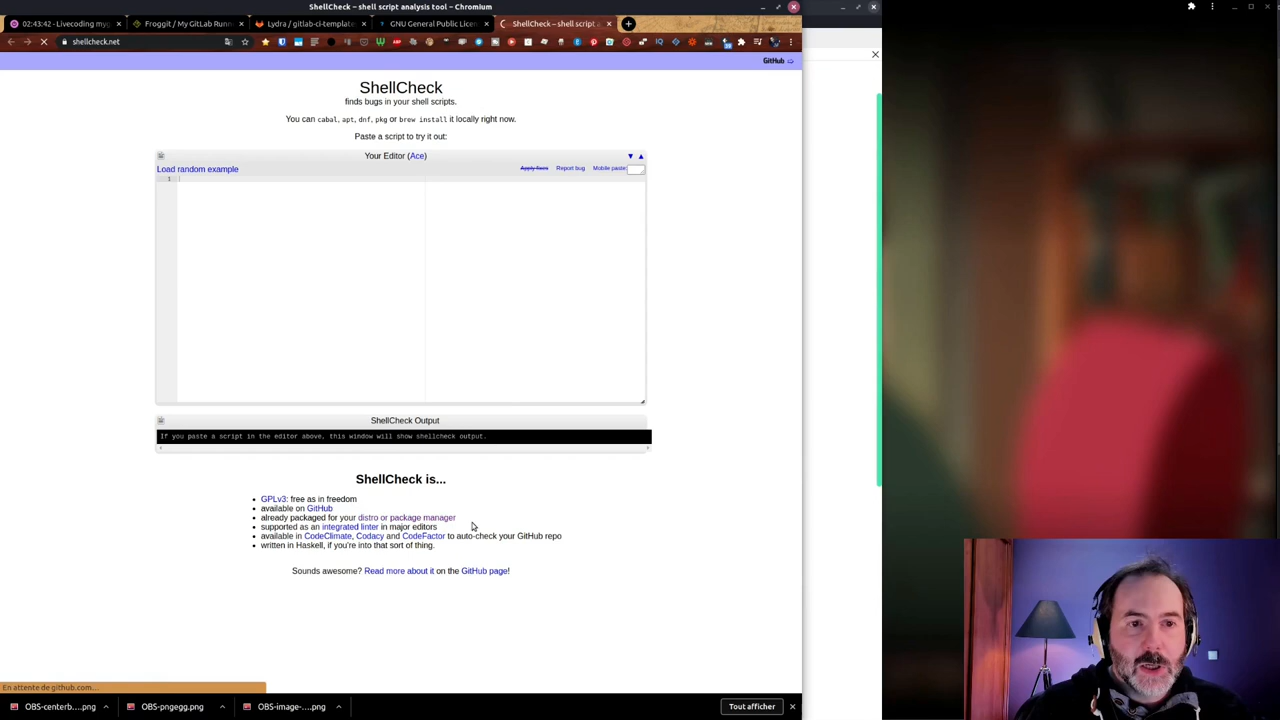 ShellCheck – shell script analysis tool – Chromium
02:43:42 - Livecoding myg
Froggit / My GitLab Runn
Lydra / gitlab-ci-template
GNU General Public Licen
ShellCheck – shell script a
shellcheck.net
GitHub ⇨
ShellCheck
finds bugs in your shell scripts.
You can cabal, apt, dnf, pkg or brew install it locally right now.
Paste a script to try it out:
Your Editor (Ace)
▼ ▲
Load random example
Apply fixes Report bug Mobile paste:
1
ShellCheck Output
If you paste a script in the editor above, this window will show shellcheck output.
ShellCheck is...
• GPLv3: free as in freedom
• available on GitHub
• already packaged for your distro or package manager
• supported as an integrated linter in major editors
• available in CodeClimate, Codacy and CodeFactor to auto-check your GitHub repo
• written in Haskell, if you're into that sort of thing.
Sounds awesome? Read more about it on the GitHub page!
En attente de github.com...
OBS-centerb....png
OBS-pngegg.png
OBS-image-....png
Tout afficher